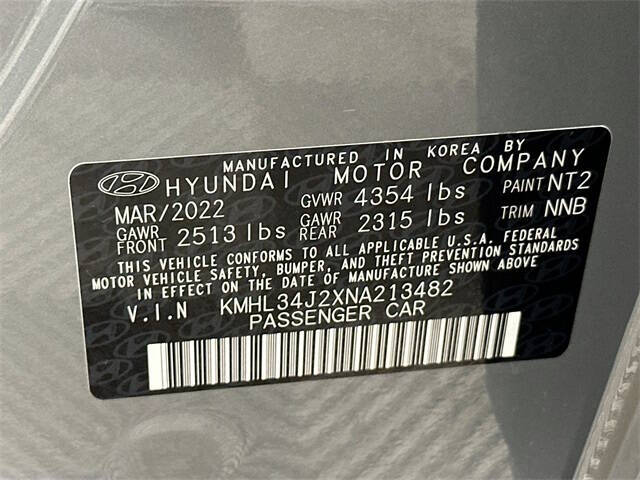 MANUFACTURED IN KOREA BY
HYUNDAI MOTOR COMPANY
MAR/2022 GVWR 4354 lbs PAINT NT2
GAWR FRONT 2513 lbs GAWR REAR 2315 lbs TRIM NNB
THIS VEHICLE CONFORMS TO ALL APPLICABLE U.S.A. FEDERAL
MOTOR VEHICLE SAFETY, BUMPER, AND THEFT PREVENTION STANDARDS
IN EFFECT ON THE DATE OF MANUFACTURE SHOWN ABOVE
V.I.N KMHL34J2XNA213482
PASSENGER CAR